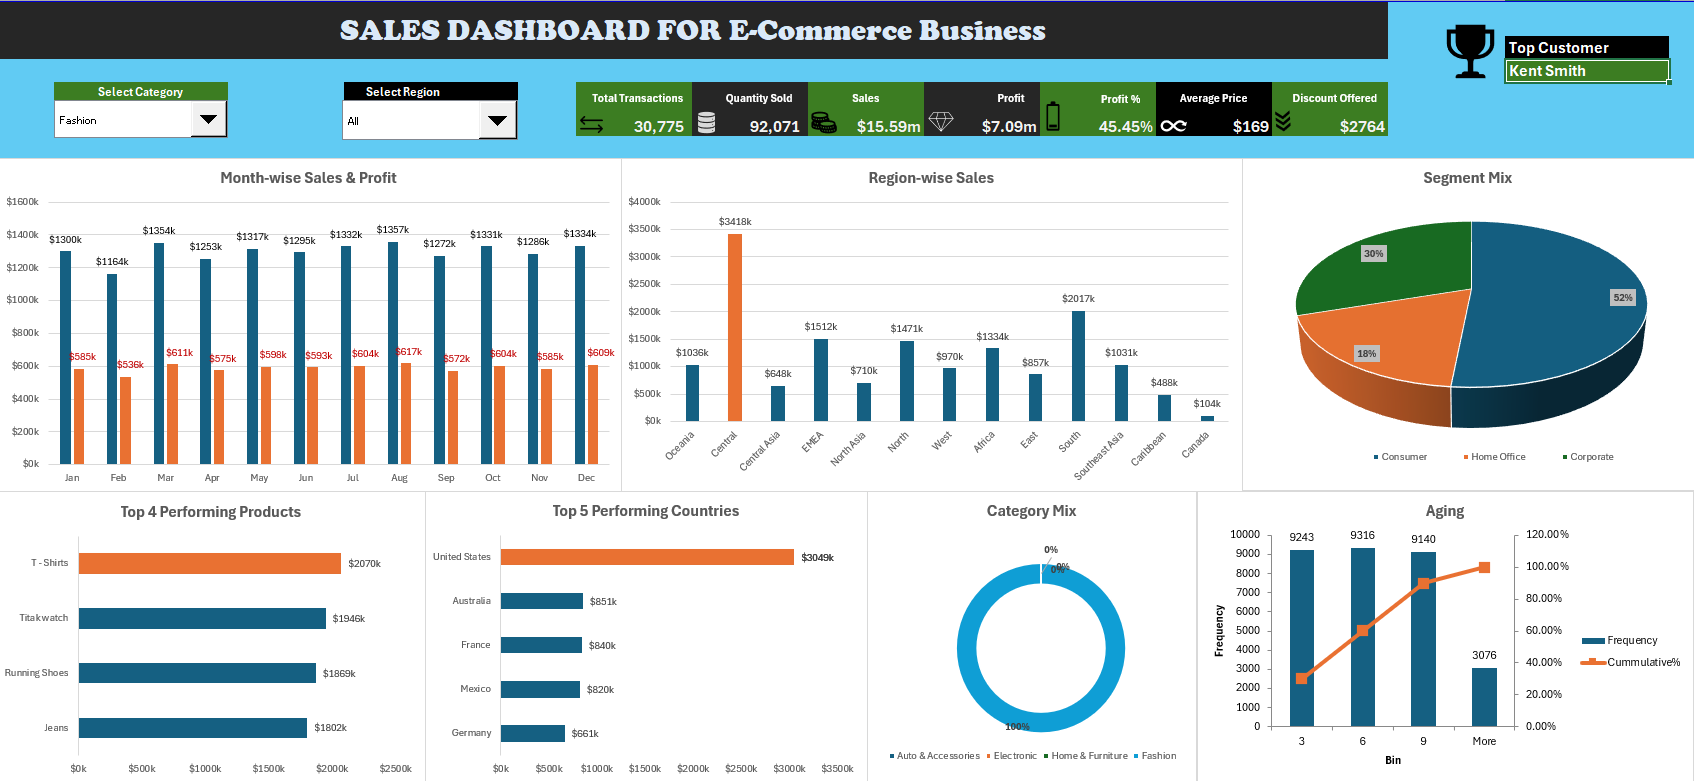 SALES DASHBOARD FOR E-Commerce Business
Top Customer
Kent Smith
Select Category
Fashion
Select Region
All
Total Transactions
30,775
Quantity Sold
92,071
Sales
$15.59m
Profit
$7.09m
Profit %
45.45%
Average Price
$169
Discount Offered
$2764
Month-wise Sales & Profit
$1600k
$1400k
$1200k
$1000k
$800k
$600k
$400k
$200k
$0k
$1300k
$1164k
$1354k
$1253k
$1317k
$1295k
$1332k
$1357k
$1272k
$1331k
$1286k
$1334k
$585k
$536k
$611k
$575k
$598k
$593k
$604k
$617k
$572k
$604k
$585k
$609k
Jan Feb Mar Apr May Jun Jul Aug Sep Oct Nov Dec
Region-wise Sales
$4000k
$3500k
$3000k
$2500k
$2000k
$1500k
$1000k
$500k
$0k
$1036k
$3418k
$648k
$1512k
$710k
$1471k
$970k
$1334k
$857k
$2017k
$1031k
$488k
$104k
Oceania
Central
Central Asia
EMEA
North Asia
North
West
Africa
East
South
Southeast Asia
Caribbean
Canada
Segment Mix
30%
52%
18%
Consumer Home Office Corporate
Top 4 Performing Products
T - Shirts
$2070k
Titak watch
$1946k
Running Shoes
$1869k
Jeans
$1802k
$0k $500k $1000k $1500k $2000k $2500k
Top 5 Performing Countries
United States
$3049k
Australia
$851k
France
$840k
Mexico
$820k
Germany
$661k
$0k $500k $1000k $1500k $2000k $2500k $3000k $3500k
Category Mix
0%
0%
0%
100%
Auto & Accessories Electronic Home & Furniture Fashion
Aging
10000
9000
8000
7000
6000
5000
4000
3000
2000
1000
0
Frequency
9243
9316
9140
3076
120.00%
100.00%
80.00%
60.00%
40.00%
20.00%
0.00%
3 6 9 More
Bin
Frequency
Cummulative%